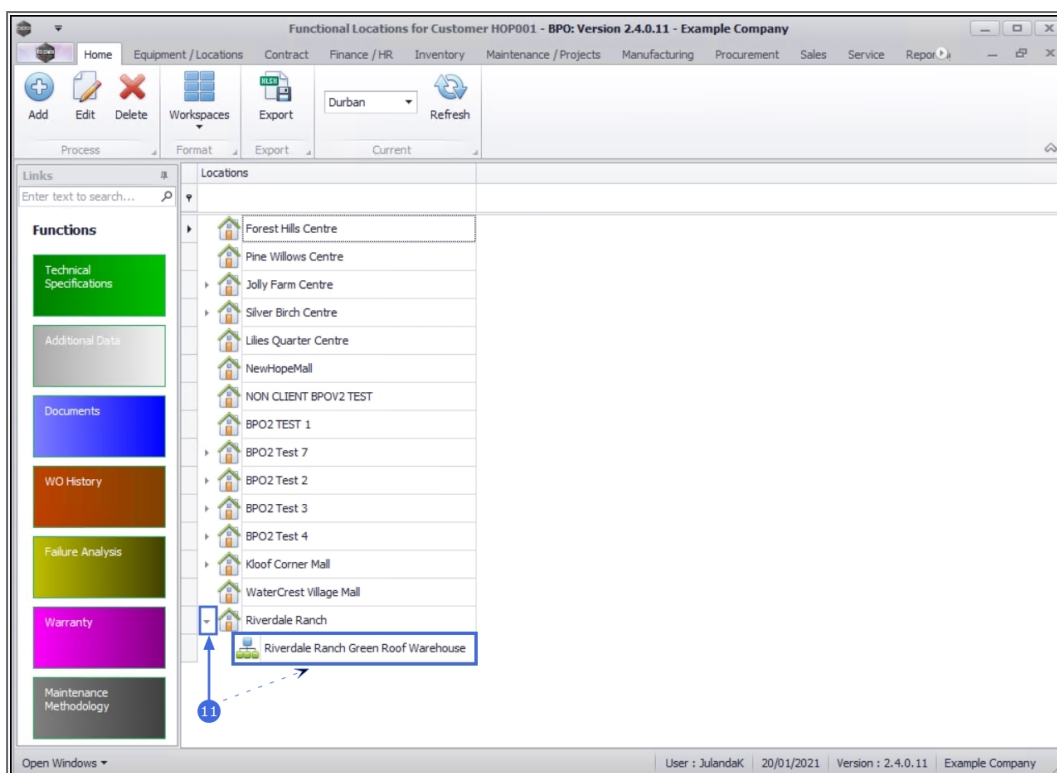 Functional Locations for Customer HOP001 - BPO: Version 2.4.0.11 - Example Company
Home Equipment / Locations Contract Finance / HR Inventory Maintenance / Projects Manufacturing Procurement Sales Service Repor
Add Edit Delete Workspaces Export Durban Refresh
Process Format Export Current
Links
Enter text to search...
Functions
Technical
Specifications
Additional Data
Documents
WO History
Failure Analysis
Warranty
Maintenance
Methodology
Locations
Forest Hills Centre
Pine Willows Centre
Jolly Farm Centre
Silver Birch Centre
Lilies Quarter Centre
NewHopeMall
NON CLIENT BPOV2 TEST
BPO2 TEST 1
BPO2 Test 7
BPO2 Test 2
BPO2 Test 3
BPO2 Test 4
Kloof Corner Mall
WaterCrest Village Mall
Riverdale Ranch
Riverdale Ranch Green Roof Warehouse
11
Open Windows User : JulandaK 20/01/2021 Version : 2.4.0.11 Example Company